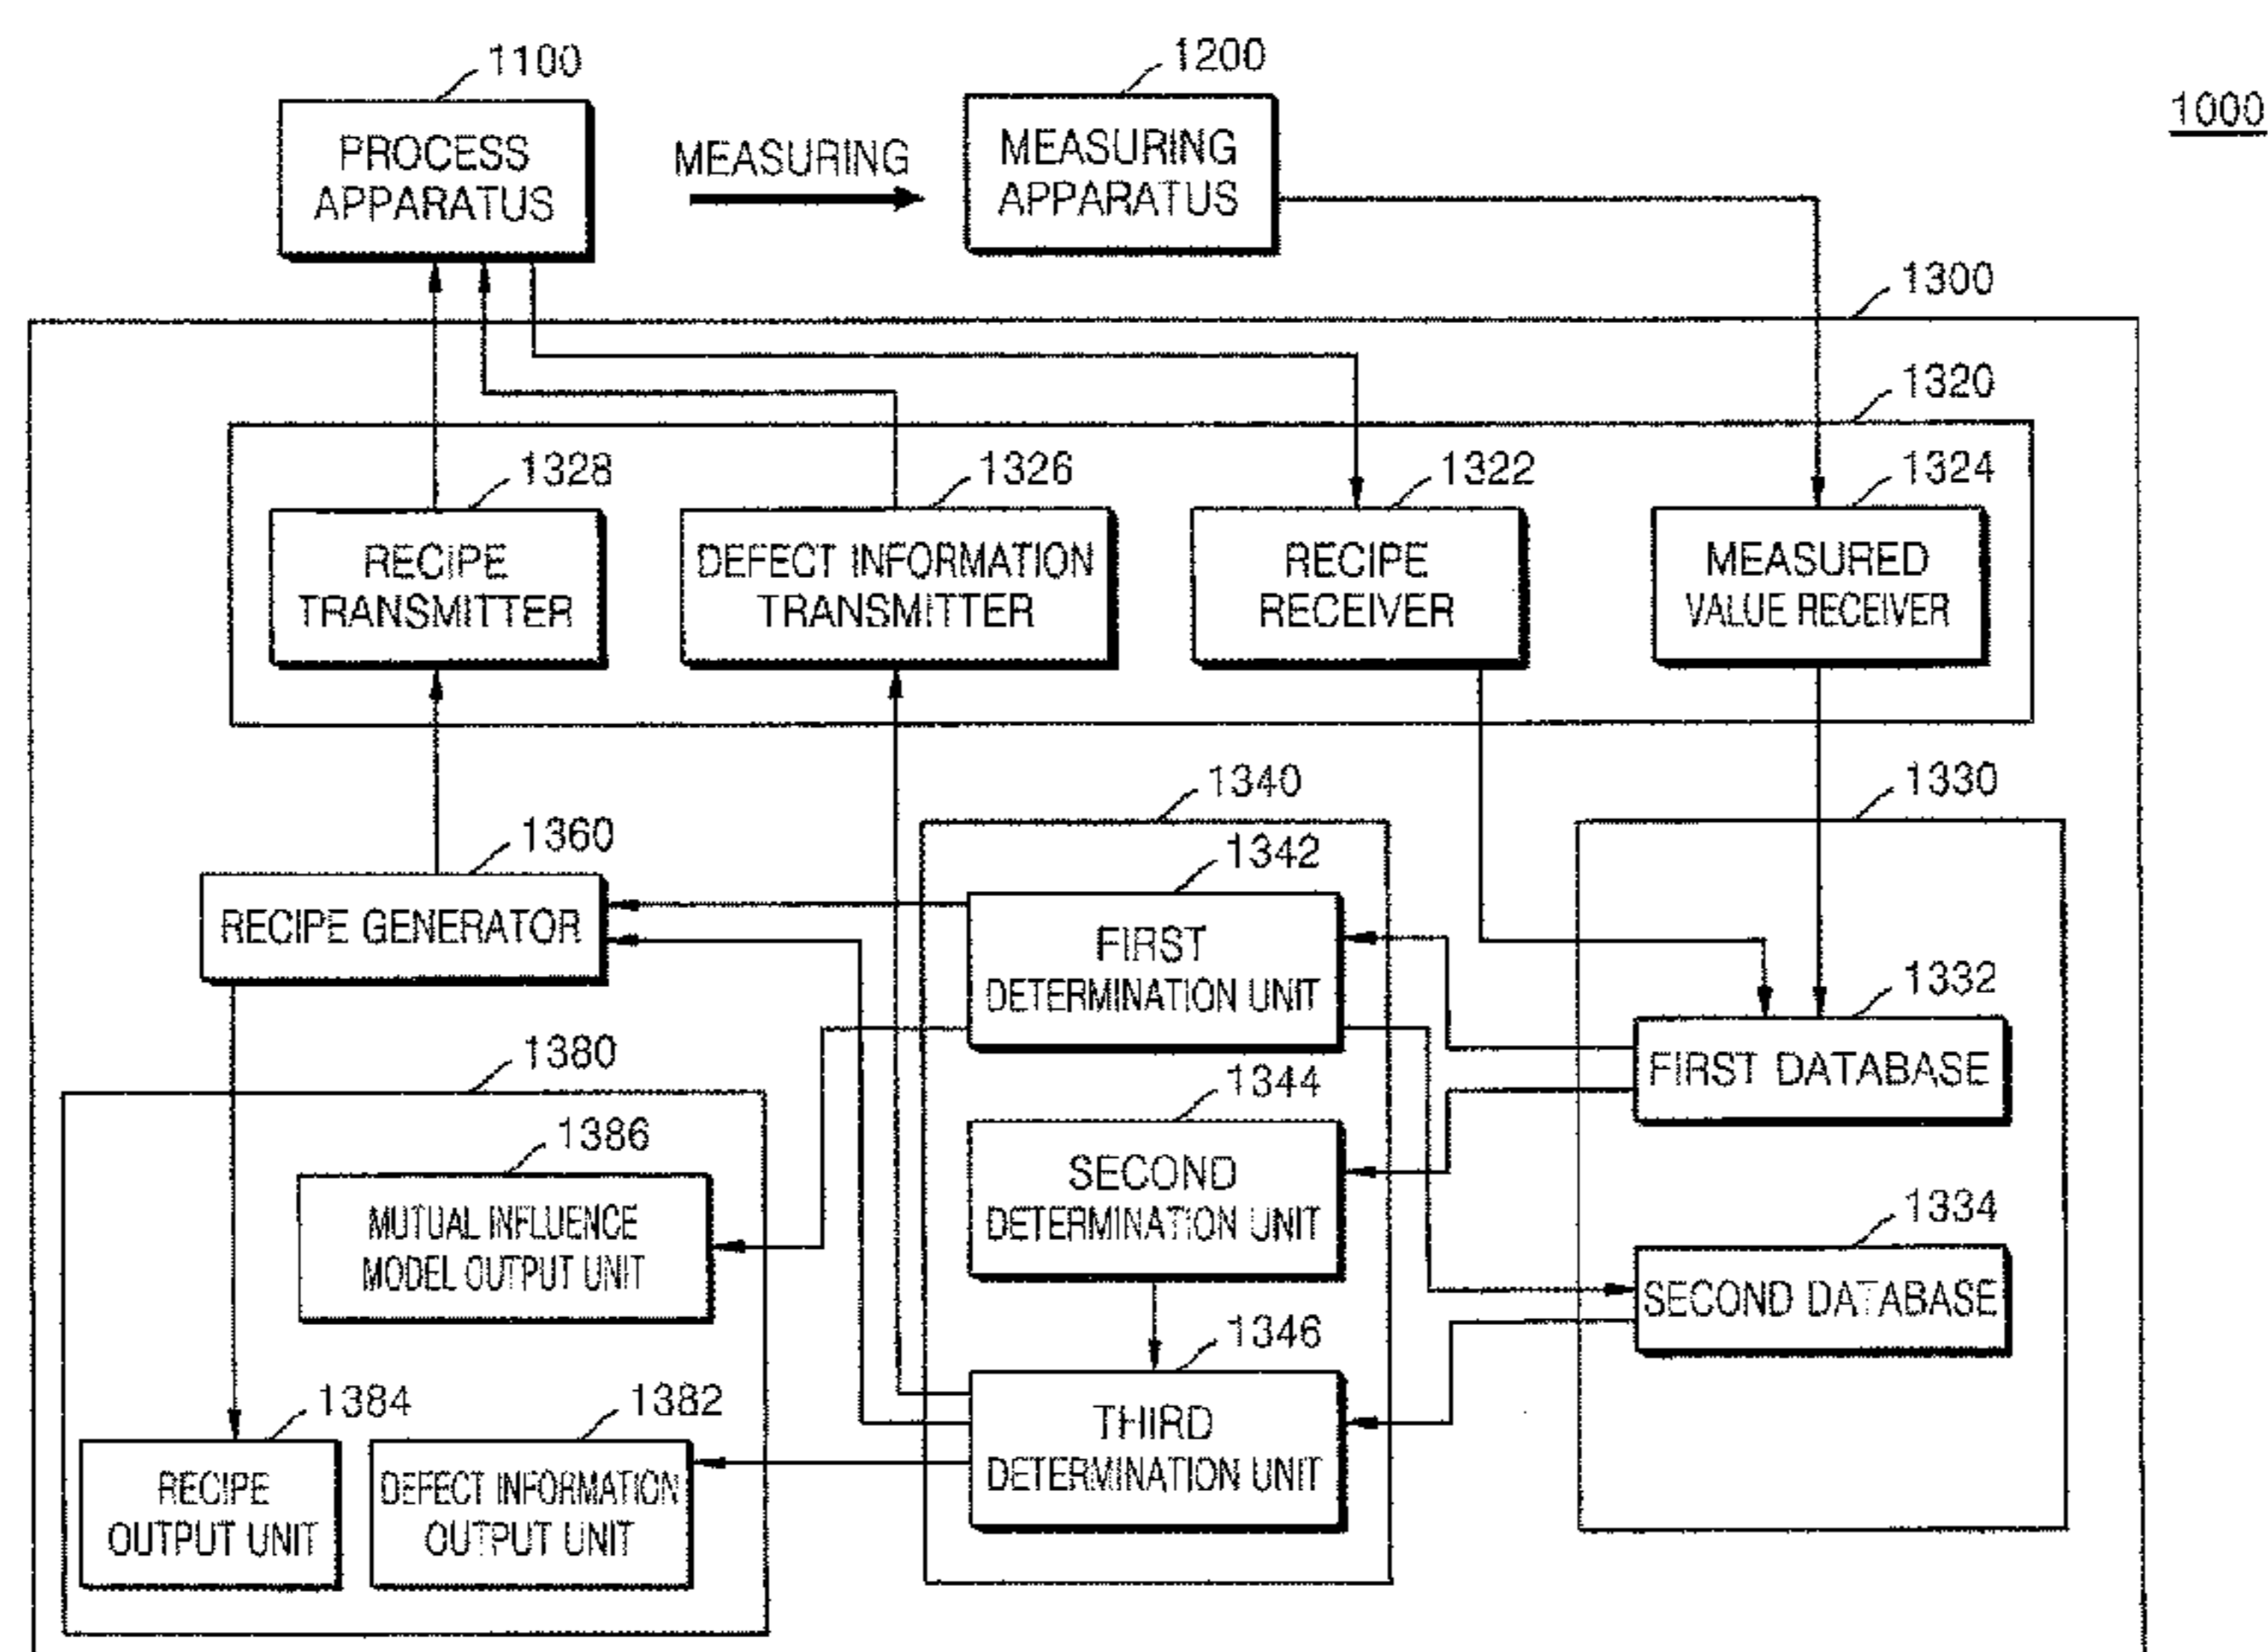 1100
1200
1000
PROCESS
APPARATUS
MEASURING
MEASURING
APPARATUS
1300
1320
1328
1326
1322
1324
RECIPE
TRANSMITTER
DEFECT INFORMATION
TRANSMITTER
RECIPE
RECEIVER
MEASURED
VALUE RECEIVER
1340
1330
1360
1342
RECIPE GENERATOR
FIRST
DETERMINATION UNIT
1332
FIRST DATABASE
1380
1344
1386
SECOND
DETERMINATION UNIT
MUTUAL INFLUENCE
MODEL OUTPUT UNIT
1334
SECOND DATABASE
1346
1384
1382
THIRD
DETERMINATION UNIT
RECIPE
OUTPUT UNIT
DEFECT INFORMATION
OUTPUT UNIT